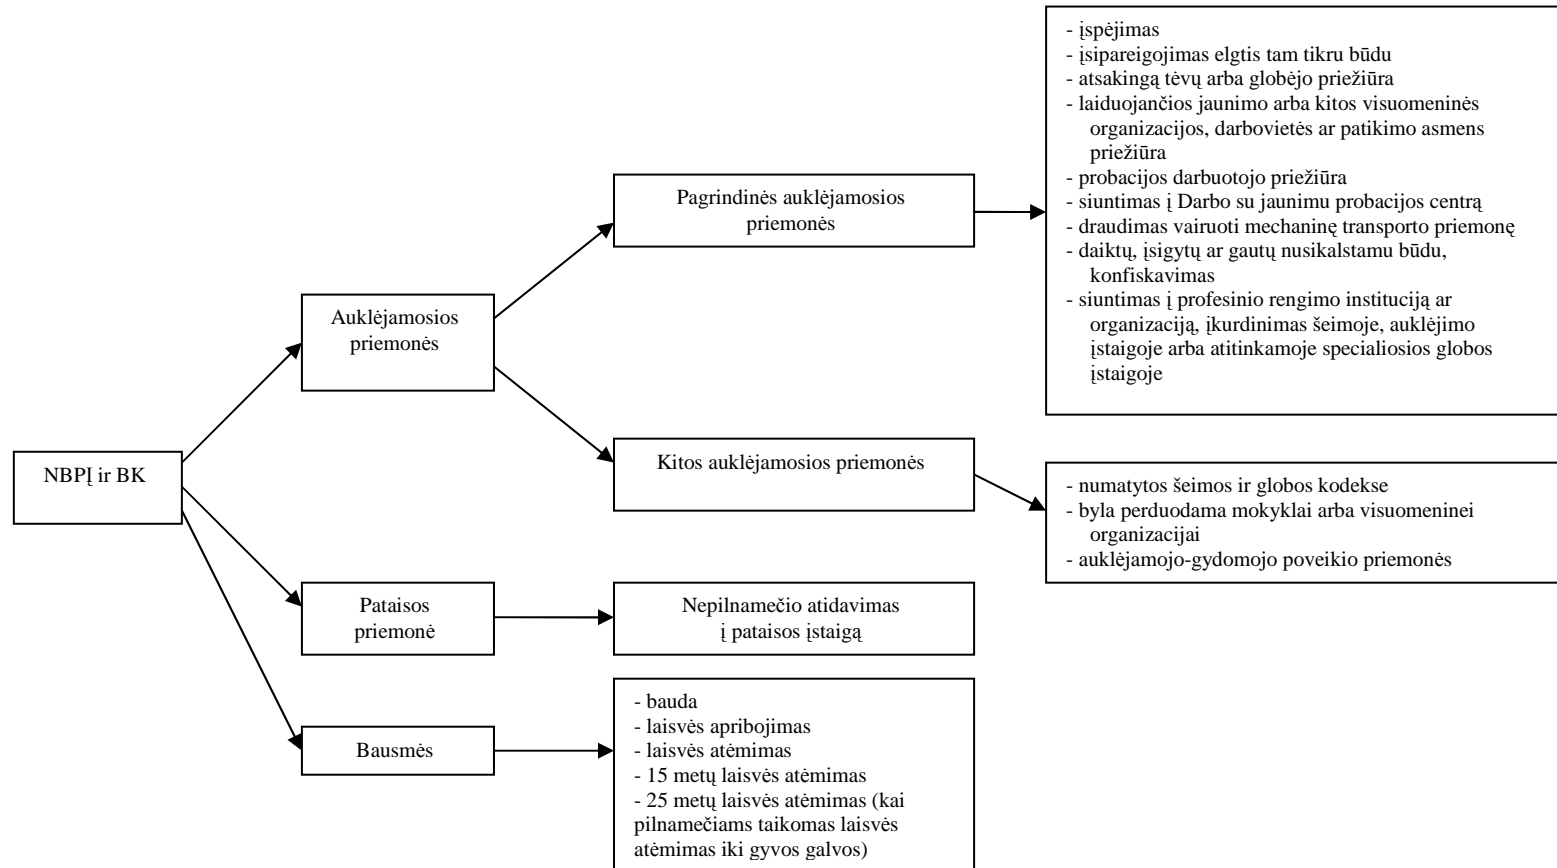 NBPĮ ir BK
Auklėjamosios
priemonės
Pagrindinės auklėjamosios
priemonės
- įspėjimas
- įsipareigojimas elgtis tam tikru būdu
- atsakingą tėvų arba globėjo priežiūra
- laiduojančios jaunimo arba kitos visuomeninės
organizacijos, darbovietės ar patikimo asmens
priežiūra
- probacijos darbuotojo priežiūra
- siuntimas į Darbo su jaunimu probacijos centrą
- draudimas vairuoti mechaninę transporto priemonę
- daiktų, įsigytų ar gautų nusikalstamu būdu,
konfiskavimas
- siuntimas į profesinio rengimo instituciją ar
organizaciją, įkurdinimas šeimoje, auklėjimo
įstaigoje arba atitinkamoje specialiosios globos
įstaigoje
Kitos auklėjamosios priemonės
- numatytos šeimos ir globos kodekse
- byla perduodama mokyklai arba visuomeninei
organizacijai
- auklėjamojo-gydomojo poveikio priemonės
Pataisos
priemonė
Nepilnamečio atidavimas
į pataisos įstaigą
Bausmės
- bauda
- laisvės apribojimas
- laisvės atėmimas
- 15 metų laisvės atėmimas
- 25 metų laisvės atėmimas (kai
pilnamečiams taikomas laisvės
atėmimas iki gyvos galvos)